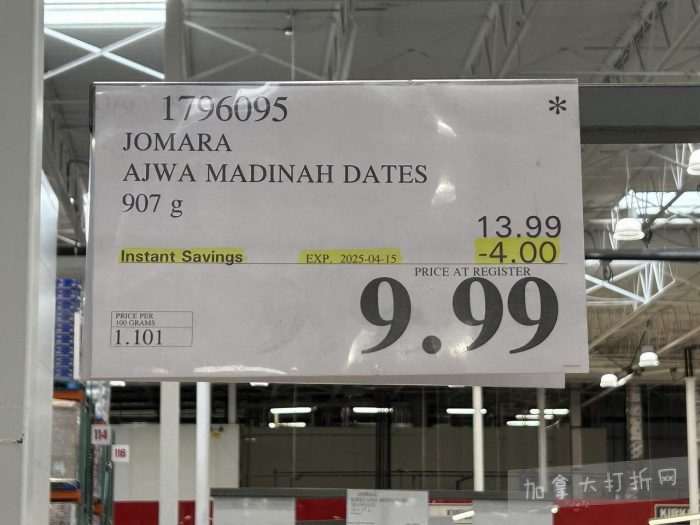 1796095 *
JOMARA
AJWA MADINAH DATES
907 g
13.99
Instant Savings EXP. 2025-04-15 -4.00
PRICE AT REGISTER
9.99
PRICE PER
100 GRAMS
1.101
114
116
加拿大打折网
KIRK